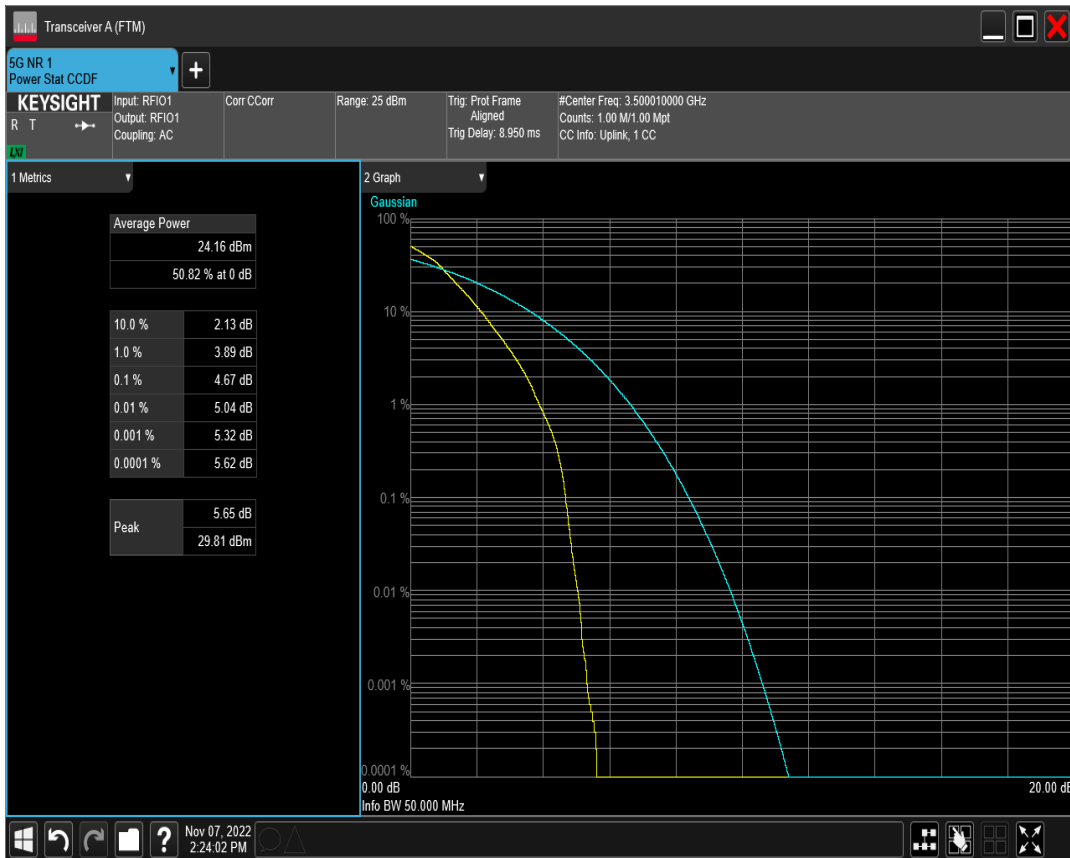 Transceiver A (FTM)
5G NR 1
Power Stat CCDF
+
KEYSIGHT
R T
LXI
Input: RFIO1
Output: RFIO1
Coupling: AC
Corr CCorr
Range: 25 dBm
Trig: Prot Frame
Aligned
Trig Delay: 8.950 ms
#Center Freq: 3.500010000 GHz
Counts: 1.00 M/1.00 Mpt
CC Info: Uplink, 1 CC
1 Metrics
Average Power
24.16 dBm
50.82 % at 0 dB
10.0 % 2.13 dB
1.0 % 3.89 dB
0.1 % 4.67 dB
0.01 % 5.04 dB
0.001 % 5.32 dB
0.0001 % 5.62 dB
Peak
5.65 dB
29.81 dBm
2 Graph
Gaussian
100 %
10 %
1 %
0.1 %
0.01 %
0.001 %
0.0001 %
0.00 dB 20.00 dB
Info BW 50.000 MHz
?
Nov 07, 2022
2:24:02 PM